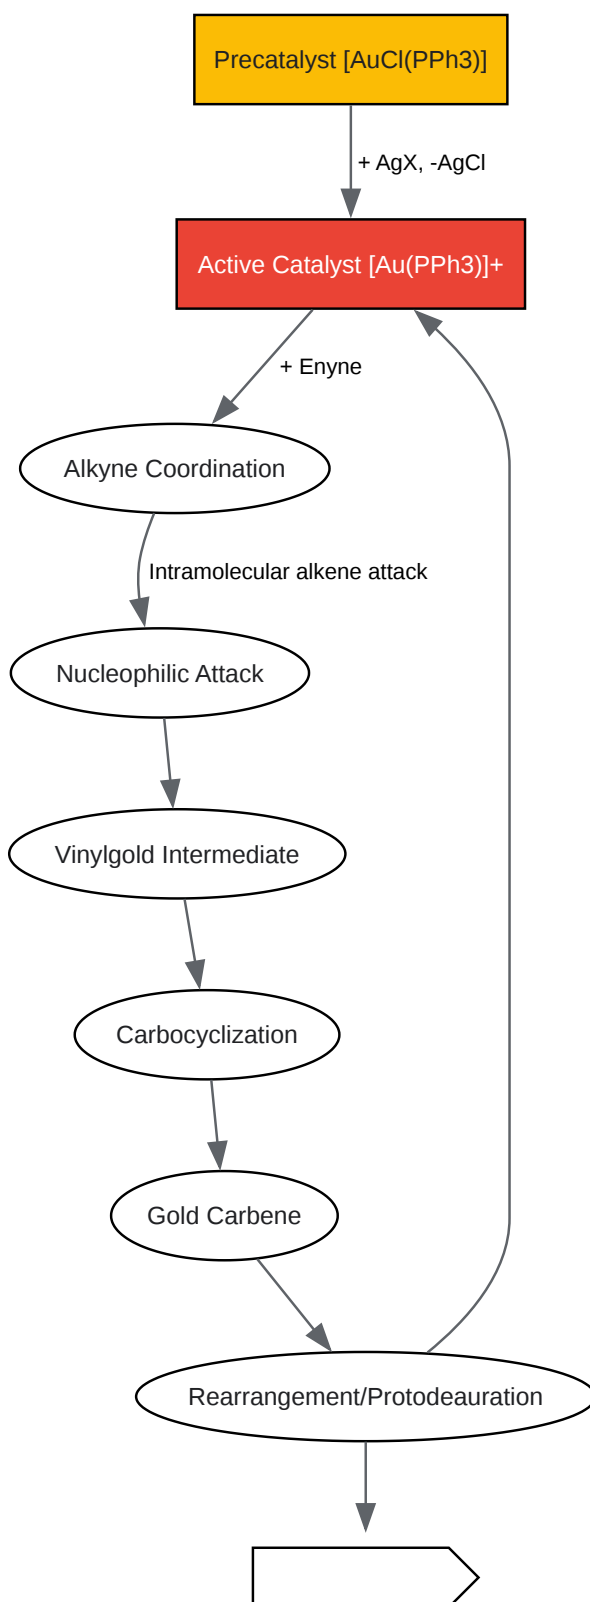 Precatalyst [AuCl(PPh3)]
+ AgX, -AgCl
Active Catalyst [Au(PPh3)]+
+ Enyne
Alkyne Coordination
Intramolecular alkene attack
Nucleophilic Attack
Vinylgold Intermediate
Carbocyclization
Gold Carbene
Rearrangement/Protodeauration